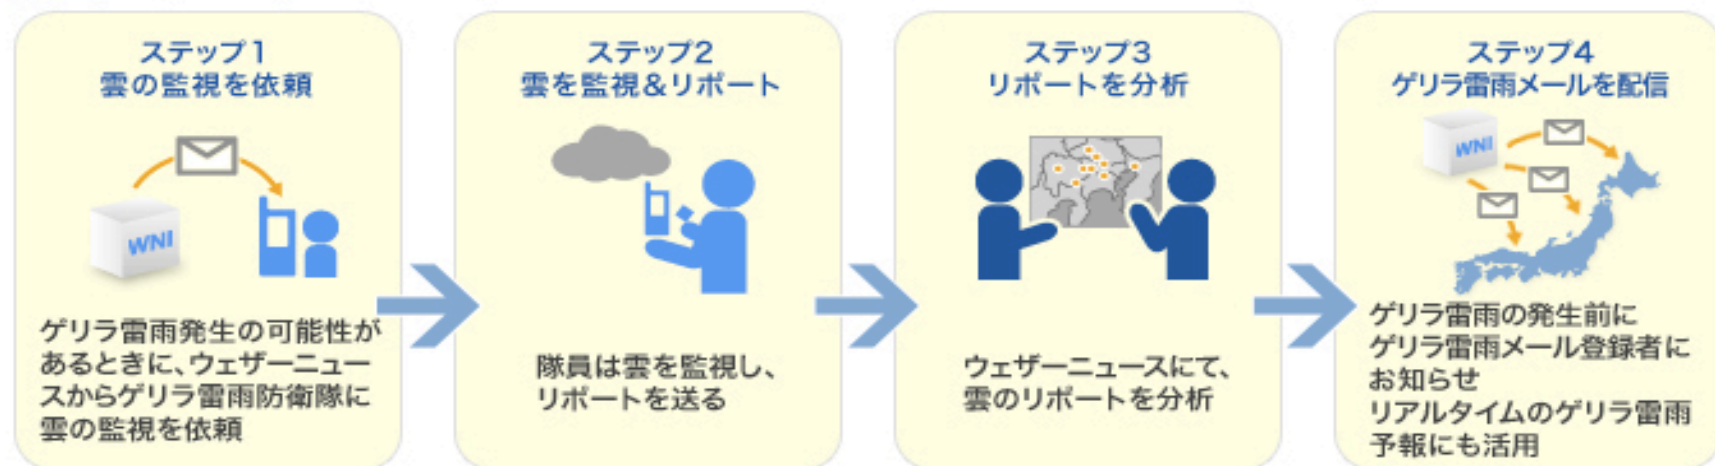 ステップ1
雲の監視を依頼
WNI
ゲリラ雷雨発生の可能性が
あるときに、ウェザーニュー
スからゲリラ雷雨防衛隊に
雲の監視を依頼
ステップ2
雲を監視&リポート
隊員は雲を監視し、
リポートを送る
ステップ3
リポートを分析
ウェザーニュースにて、
雲のリポートを分析
ステップ4
ゲリラ雷雨メールを配信
WNI
ゲリラ雷雨の発生前に
ゲリラ雷雨メール登録者に
お知らせ
リアルタイムのゲリラ雷雨
予報にも活用